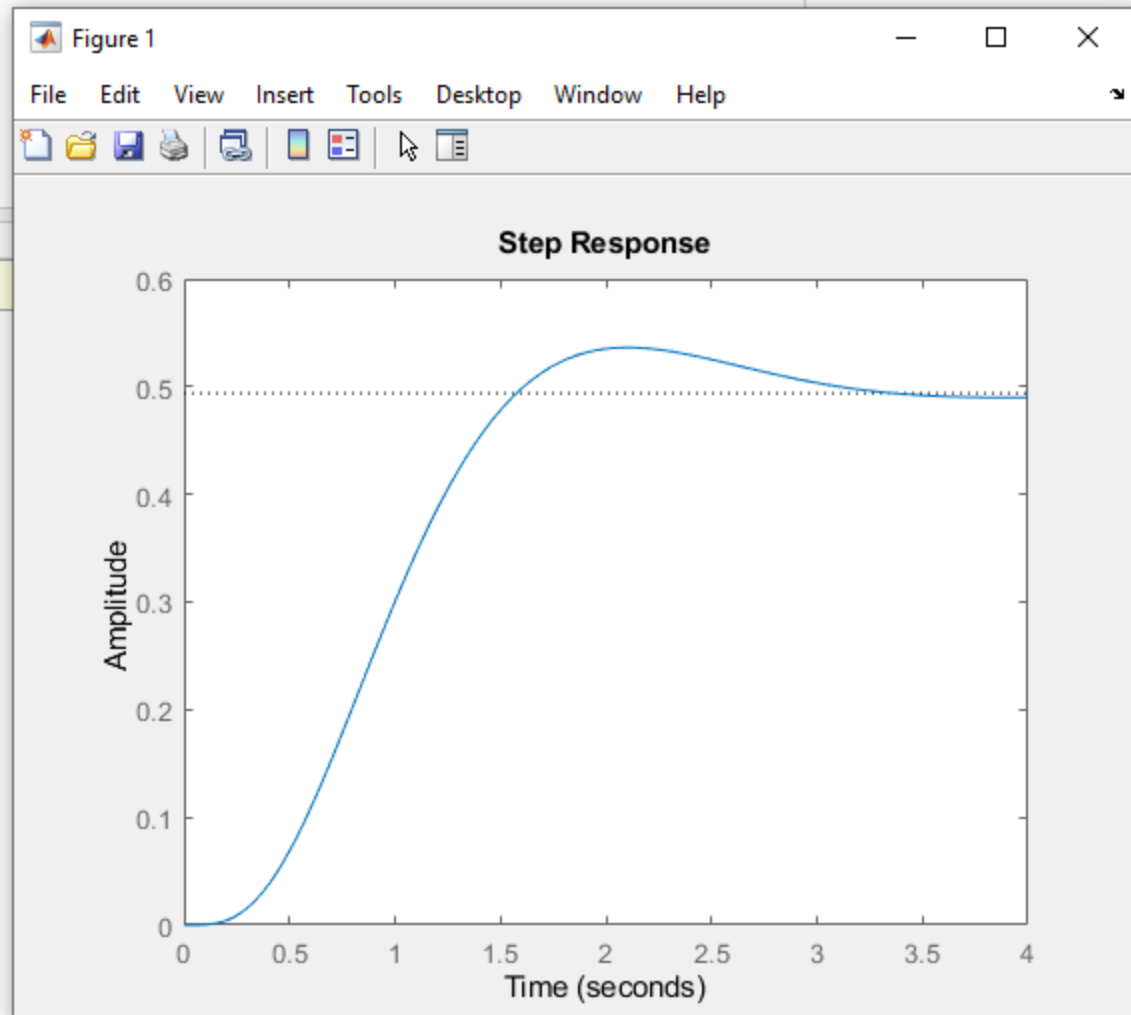 Figure 1
File Edit View Insert Tools Desktop Window Help
Step Response
0.6
0.5
0.4
0.3
0.2
0.1
0
Amplitude
0 0.5 1 1.5 2 2.5 3 3.5 4
Time (seconds)